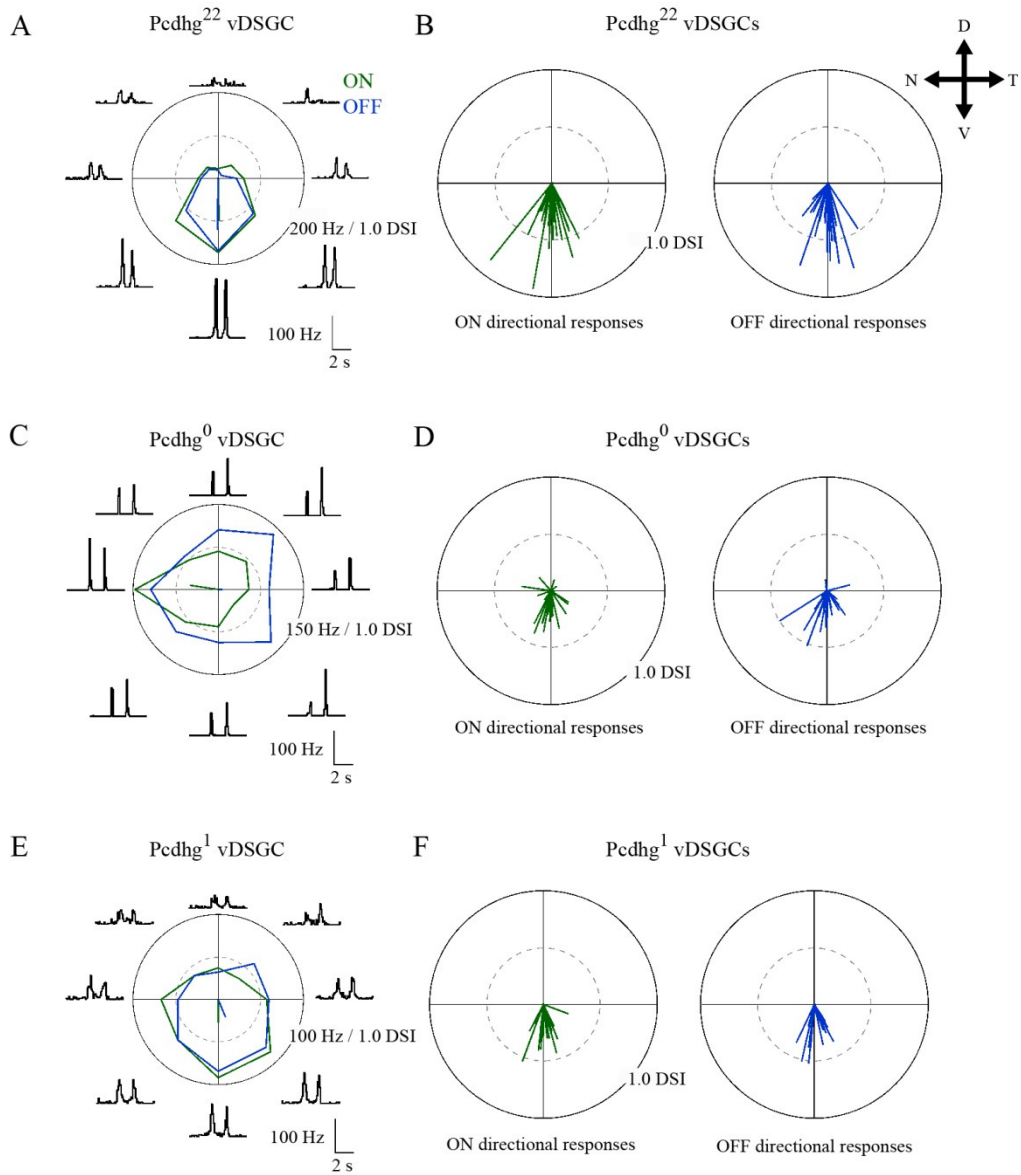 A
Pcdhg22 vDSGC
ON
OFF
200 Hz / 1.0 DSI
100 Hz
2 s
B
Pcdhg22 vDSGCs
D
N
T
V
1.0 DSI
ON directional responses
OFF directional responses
C
Pcdhg0 vDSGC
150 Hz / 1.0 DSI
100 Hz
2 s
D
Pcdhg0 vDSGCs
1.0 DSI
ON directional responses
OFF directional responses
E
Pcdhg1 vDSGC
100 Hz / 1.0 DSI
100 Hz
2 s
F
Pcdhg1 vDSGCs
1.0 DSI
ON directional responses
OFF directional responses